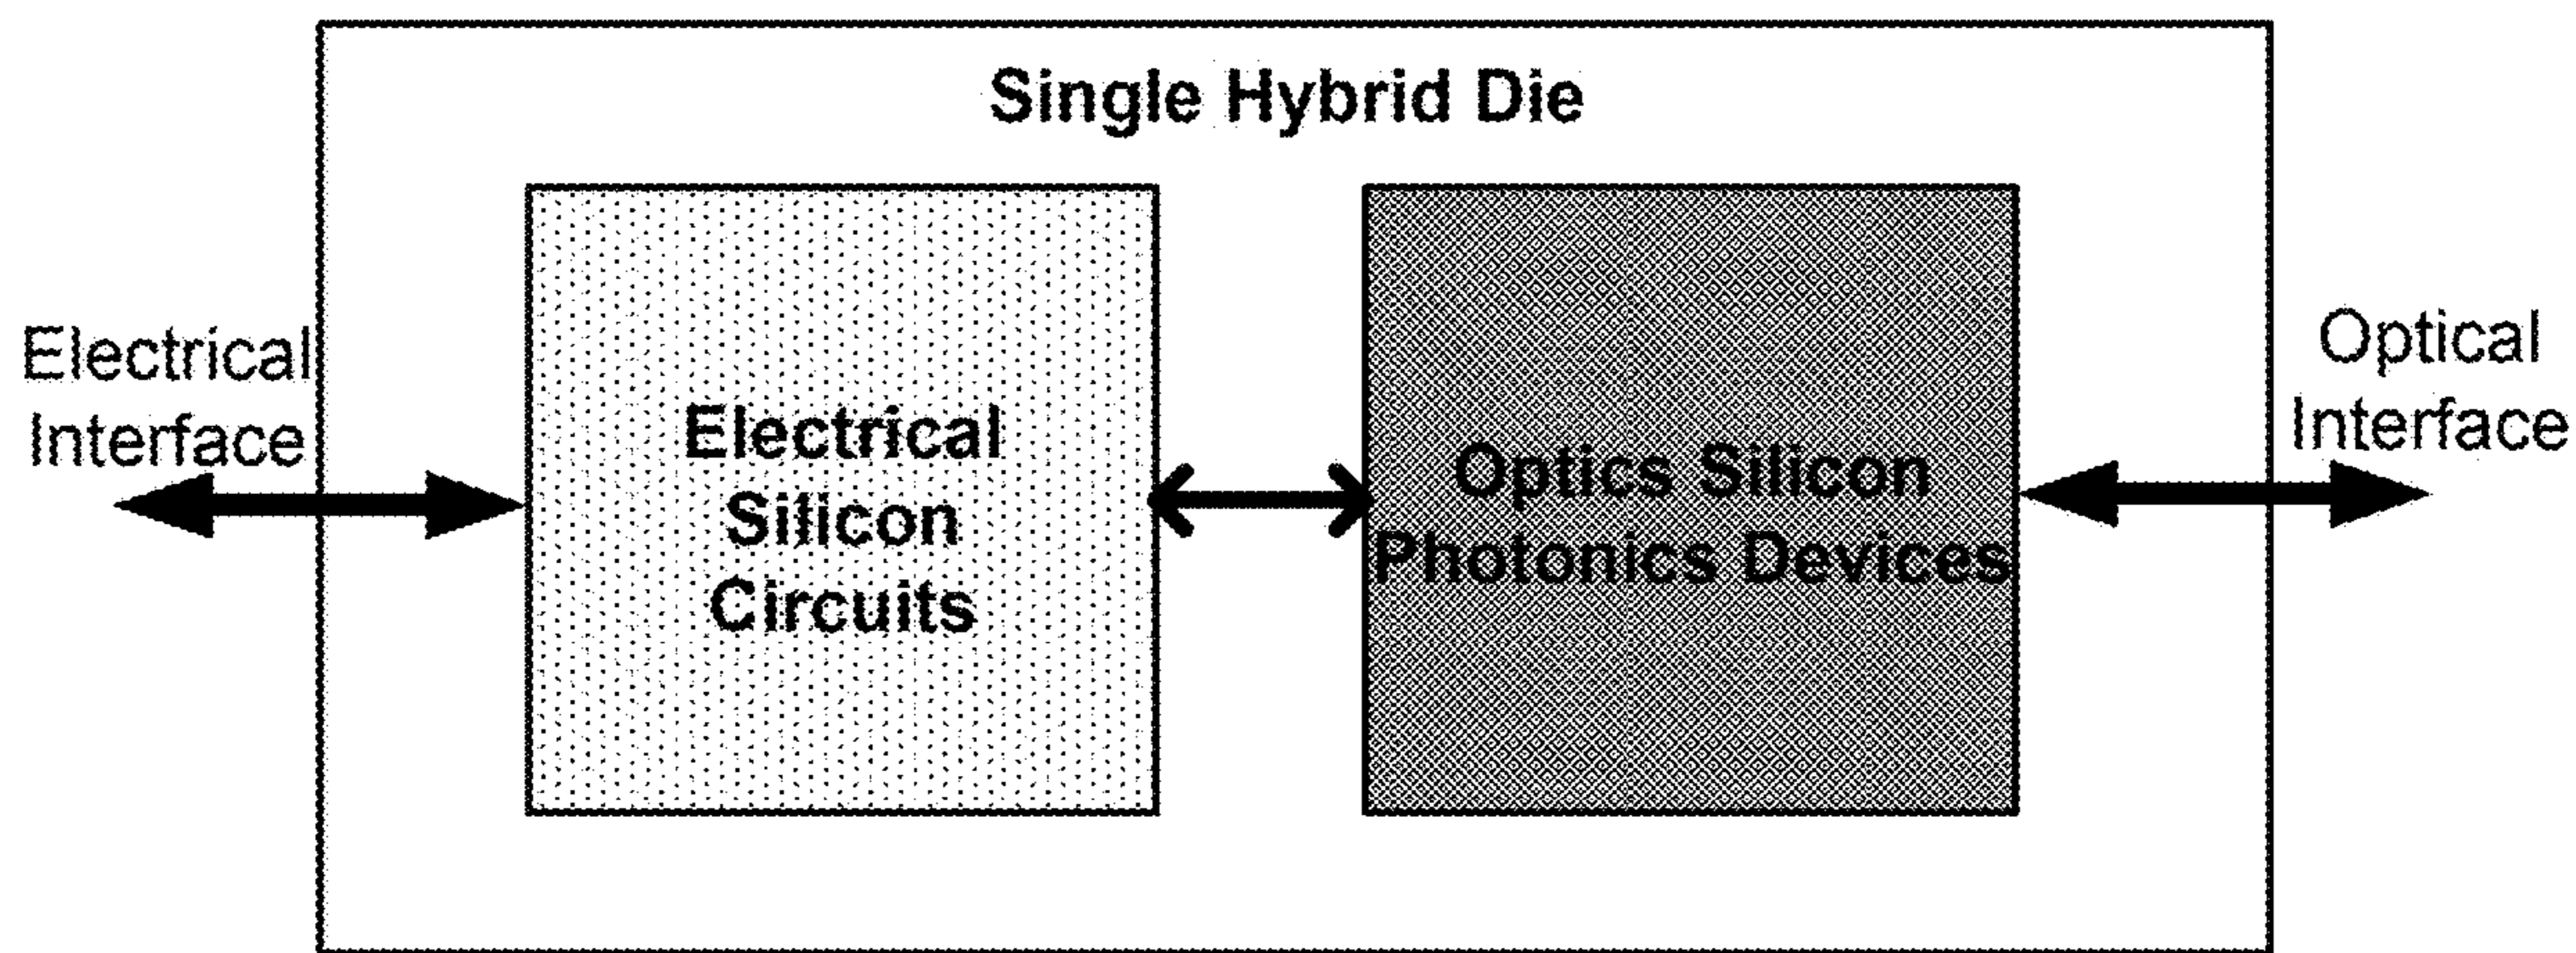 Single Hybrid Die
Electrical
Interface
Electrical
Silicon
Circuits
Optics Silicon
Photonics Devices
Optical
Interface